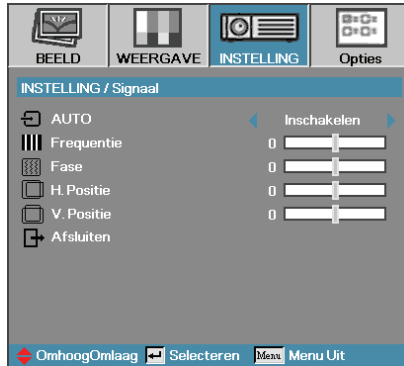 BEELD WEERGAVE INSTELLING Opties
INSTELLING / Signaal
AUTO Inschakelen
Frequentie 0
Fase 0
H. Positie 0
V. Positie 0
Afsluiten
OmhoogOmlaag Selecteren Menu Menu Uit